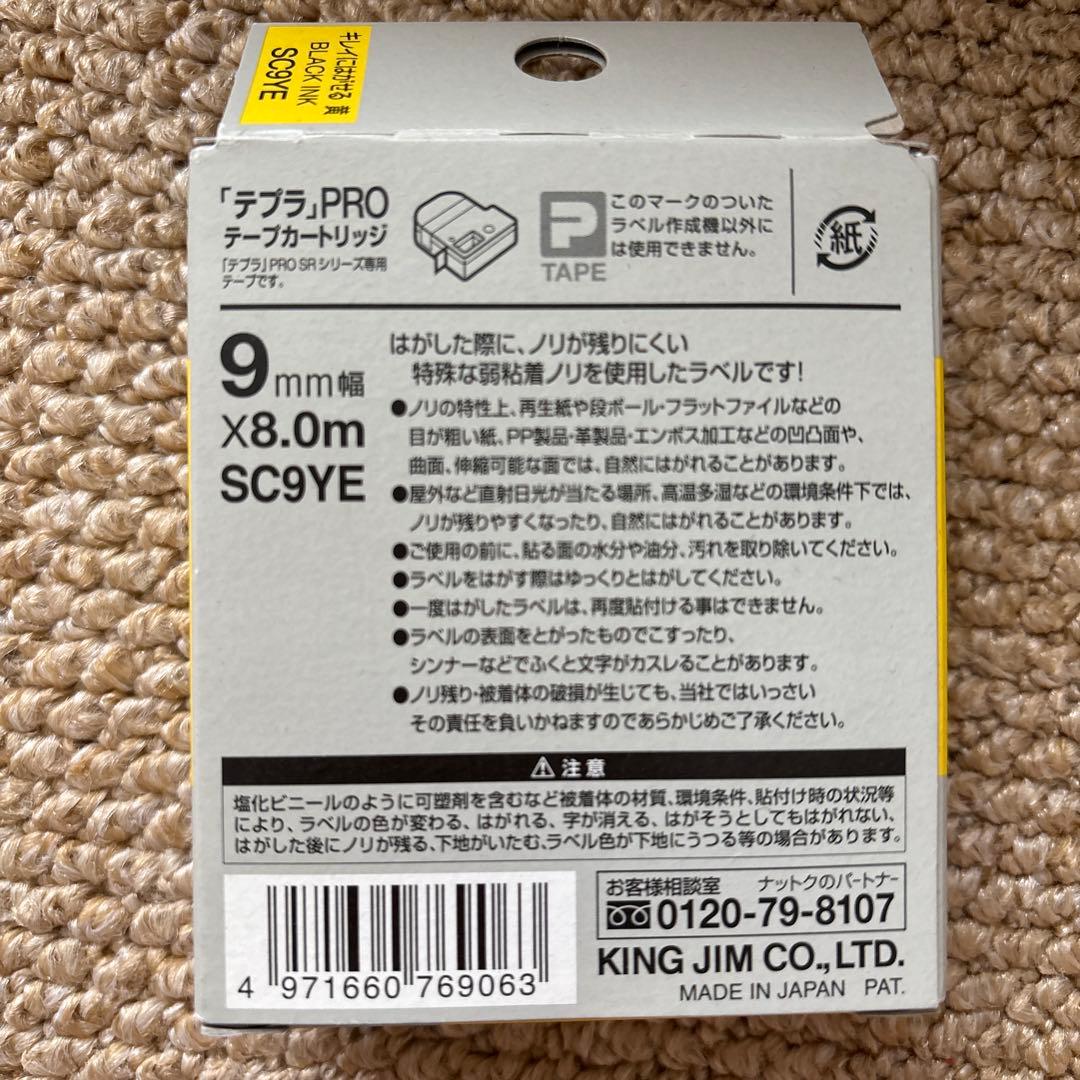 キレイにはがせる 黄
BLACK INK
SC9YE
「テプラ」PRO
テープカートリッジ
「テプラ」PRO SRシリーズ専用
テープです。
P
TAPE
このマークのついた
ラベル作成機以外に
は使用できません。
紙
9mm幅
X8.0m
SC9YE
はがした際に、ノリが残りにくい
特殊な弱粘着ノリを使用したラベルです!
●ノリの特性上、再生紙や段ボール・フラットファイルなどの
目が粗い紙、PP製品・革製品・エンボス加工などの凹凸面や、
曲面、伸縮可能な面では、自然にはがれることがあります。
●屋外など直射日光が当たる場所、高温多湿などの環境条件下では、
ノリが残りやすくなったり、自然にはがれることがあります。
●ご使用の前に、貼る面の水分や油分、汚れを取り除いてください。
●ラベルをはがす際はゆっくりとはがしてください。
●一度はがしたラベルは、再度貼付ける事はできません。
●ラベルの表面をとがったものでこすったり、
シンナーなどでふくと文字がカスレることがあります。
●ノリ残り・被着体の破損が生じても、当社ではいっさい
その責任を負いかねますのであらかじめご了承ください。
⚠注意
塩化ビニールのように可塑剤を含むなど被着体の材質、環境条件、貼付け時の状況等
により、ラベルの色が変わる、はがれる、字が消える、はがそうとしてもはがれない、
はがした後にノリが残る、下地がいたむ、ラベル色が下地にうつる等の場合があります。
お客様相談室 ナットクのパートナー
0120-79-8107
KING JIM CO.,LTD.
MADE IN JAPAN PAT.
4 971660 769063